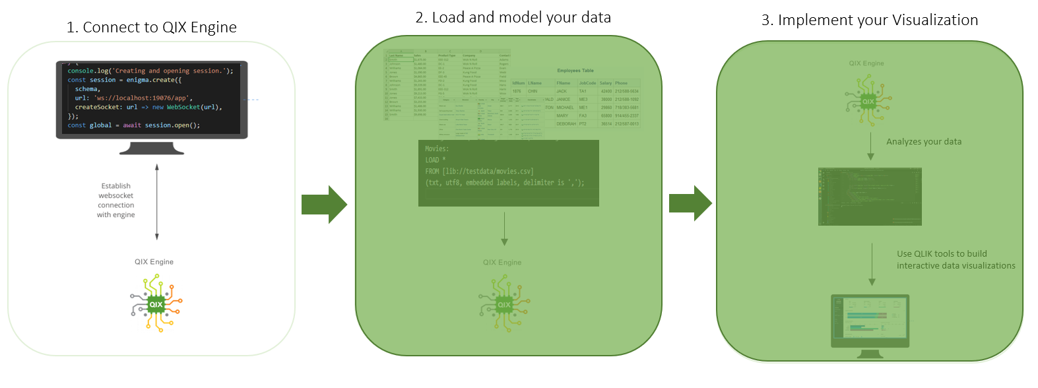 1. Connect to QIX Engine
console.log(`Creating and opening session.`);
const session = enigma.create({
schema,
url: 'ws://localhost:19076/app',
createSocket: url => new WebSocket(url),
});
const global = await session.open();
Establish
websocket
connection
with engine
QIX Engine
QIX
2. Load and model your data
Employees Table
Movies:
LOAD *
FROM [lib://testdata/movies.csv]
(txt, utf8, embedded labels, delimiter is ',');
QIX Engine
QIX
3. Implement your Visualization
QIX Engine
QIX
Analyzes your data
Use QLIK tools to build
interactive data visualizations